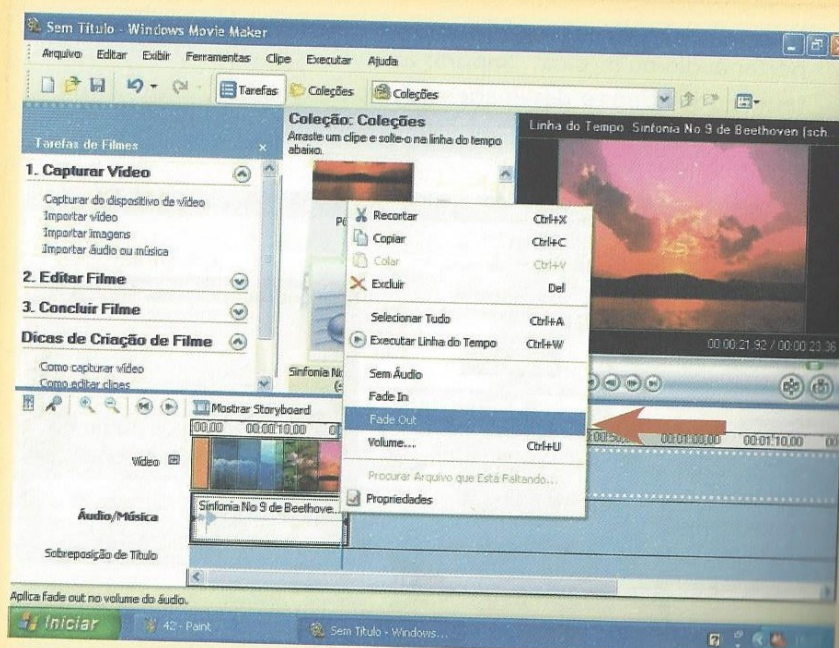 Sem Título - Windows Movie Maker
Arquivo Editar Exibir Ferramentas Clipe Executar Ajuda
Tarefas Coleções Coleções
Tarefas de Filmes
1. Capturar Vídeo
Capturar do dispositivo de vídeo
Importar vídeo
Importar imagens
Importar áudio ou música
2. Editar Filme
3. Concluir Filme
Dicas de Criação de Filme
Como capturar vídeo
Como editar clipes
Coleção: Coleções
Arraste um clipe e solte-o na linha do tempo
abaixo.
Sinfonia
Recortar Ctrl+X
Copiar Ctrl+C
Colar Ctrl+V
Excluir Del
Selecionar Tudo Ctrl+A
Executar Linha do Tempo Ctrl+W
Sem Áudio
Fade In
Fade Out
Volume... Ctrl+U
Procurar Arquivo que Está Faltando...
Propriedades
Linha do Tempo: Sinfonia No 9 de Beethoven (sch
00:00:21,92 / 00:00:23,36
Mostrar Storyboard
00:00 00:00:10,00 00:01:00,00 00:01:10,00
Vídeo
Áudio/Música
Sinfonia No 9 de Beethove...
Sobreposição de Título
Aplica fade out no volume do áudio.
Iniciar 42 - Paint Sem Título - Windows...